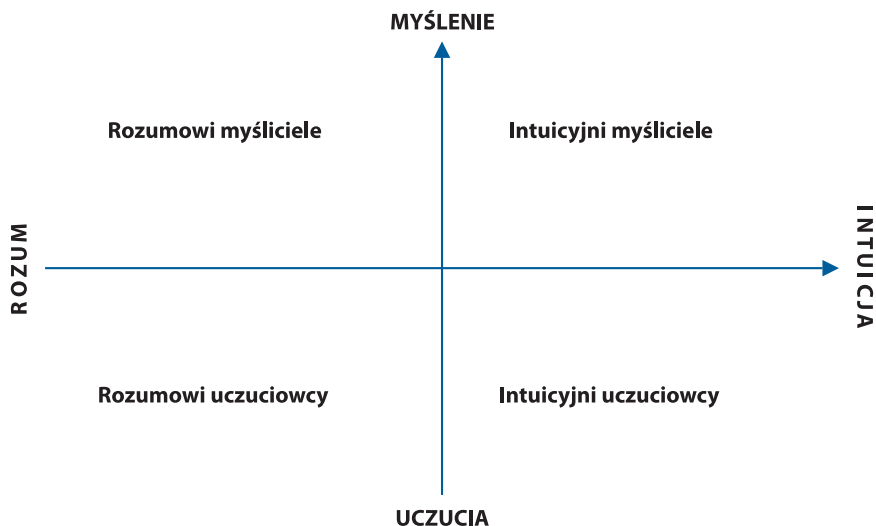 MYŚLENIE
Rozumowi myśliciele
Intuicyjni myśliciele
ROZUM
INTUICJA
Rozumowi uczuciowcy
Intuicyjni uczuciowcy
UCZUCIA